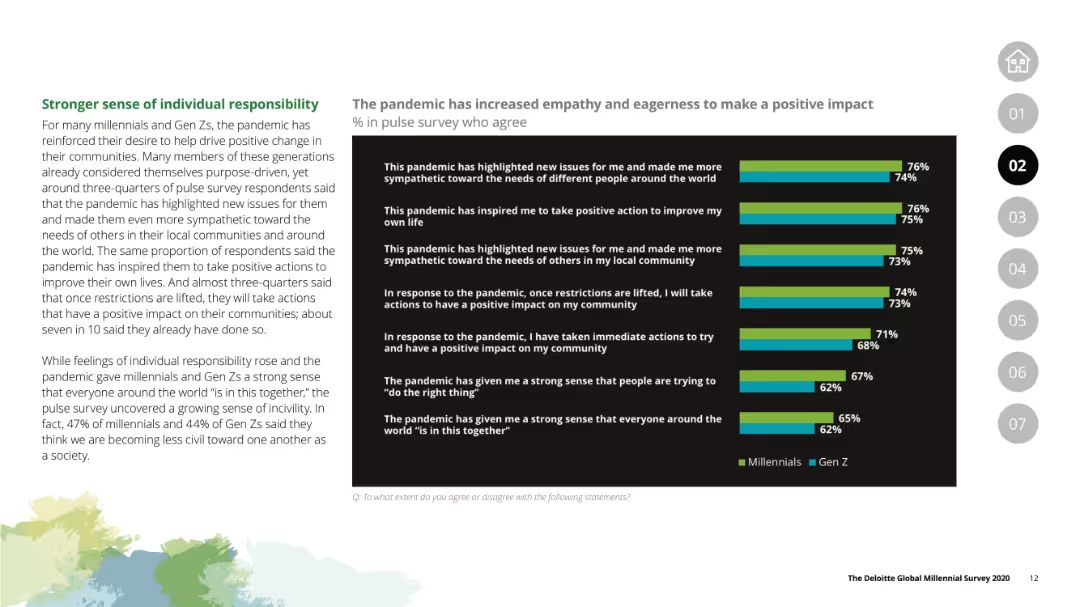 Stronger sense of individual responsibility
For many millennials and Gen Zs, the pandemic has
reinforced their desire to help drive positive change in
their communities. Many members of these generations
already considered themselves purpose-driven, yet
around three-quarters of pulse survey respondents said
that the pandemic has highlighted new issues for them
and made them even more sympathetic toward the
needs of others in their local communities and around
the world. The same proportion of respondents said the
pandemic has inspired them to take positive actions to
improve their own lives. And almost three-quarters said
that once restrictions are lifted, they will take actions
that have a positive impact on their communities; about
seven in 10 said they already have done so.
While feelings of individual responsibility rose and the
pandemic gave millennials and Gen Zs a strong sense
that everyone around the world “is in this together,” the
pulse survey uncovered a growing sense of incivility. In
fact, 47% of millennials and 44% of Gen Zs said they
think we are becoming less civil toward one another as
a society.
The pandemic has increased empathy and eagerness to make a positive impact
% in pulse survey who agree
This pandemic has highlighted new issues for me and made me more
sympathetic toward the needs of different people around the world
76%
74%
This pandemic has inspired me to take positive action to improve my
own life
76%
75%
This pandemic has highlighted new issues for me and made me more
sympathetic toward the needs of others in my local community
75%
73%
In response to the pandemic, once restrictions are lifted, I will take
actions to have a positive impact on my community
74%
73%
In response to the pandemic, I have taken immediate actions to try
and have a positive impact on my community
71%
68%
The pandemic has given me a strong sense that people are trying to
“do the right thing”
67%
62%
The pandemic has given me a strong sense that everyone around the
world “is in this together”
65%
62%
Millennials Gen Z
Q: To what extent do you agree or disagree with the following statements?
01
02
03
04
05
06
07
The Deloitte Global Millennial Survey 2020 12